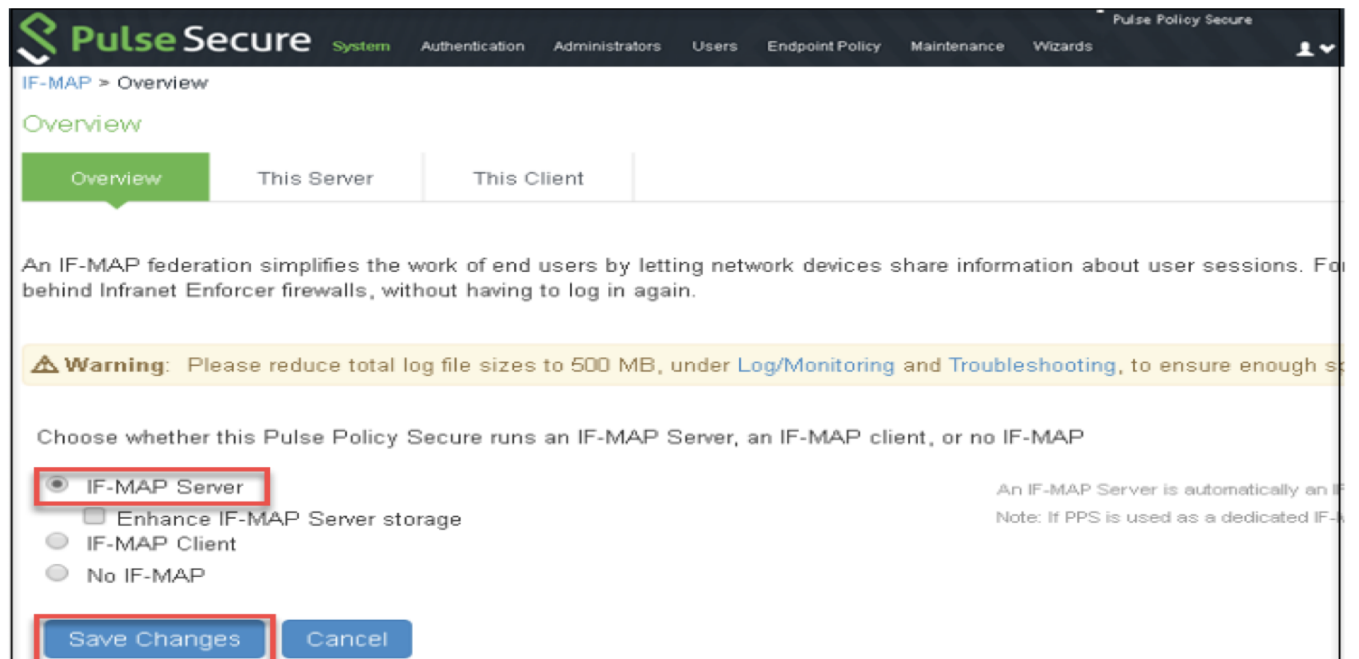 Pulse Policy Secure
Pulse Secure System Authentication Administrators Users Endpoint Policy Maintenance Wizards
IF-MAP > Overview
Overview
Overview This Server This Client
An IF-MAP federation simplifies the work of end users by letting network devices share information about user sessions. Fo
behind Infranet Enforcer firewalls, without having to log in again.
Warning: Please reduce total log file sizes to 500 MB, under Log/Monitoring and Troubleshooting, to ensure enough
Choose whether this Pulse Policy Secure runs an IF-MAP Server, an IF-MAP client, or no IF-MAP
IF-MAP Server An IF-MAP Server is automatically an
Enhance IF-MAP Server storage Note: If PPS is used as a dedicated IF-
IF-MAP Client
No IF-MAP
Save Changes Cancel